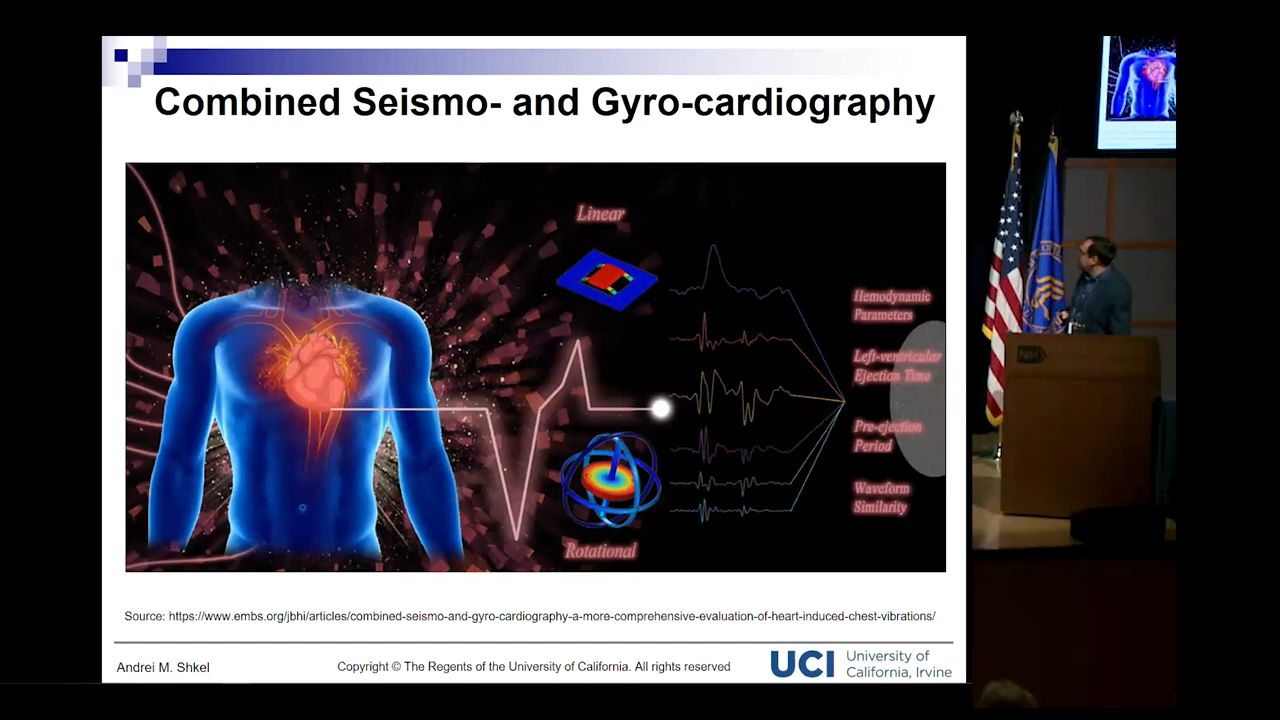 Combined Seismo- and Gyro-cardiography
Linear
Hemodynamic
Parameters
Left-ventricular
Ejection Time
Pre-ejection
Period
Waveform
Similarity
Rotational
Source: https://www.embs.org/jbhi/articles/combined-seismo-and-gyro-cardiography-a-more-comprehensive-evaluation-of-heart-induced-chest-vibrations/
Andrei M. Shkel
Copyright © The Regents of the University of California. All rights reserved
UCI University of
California, Irvine